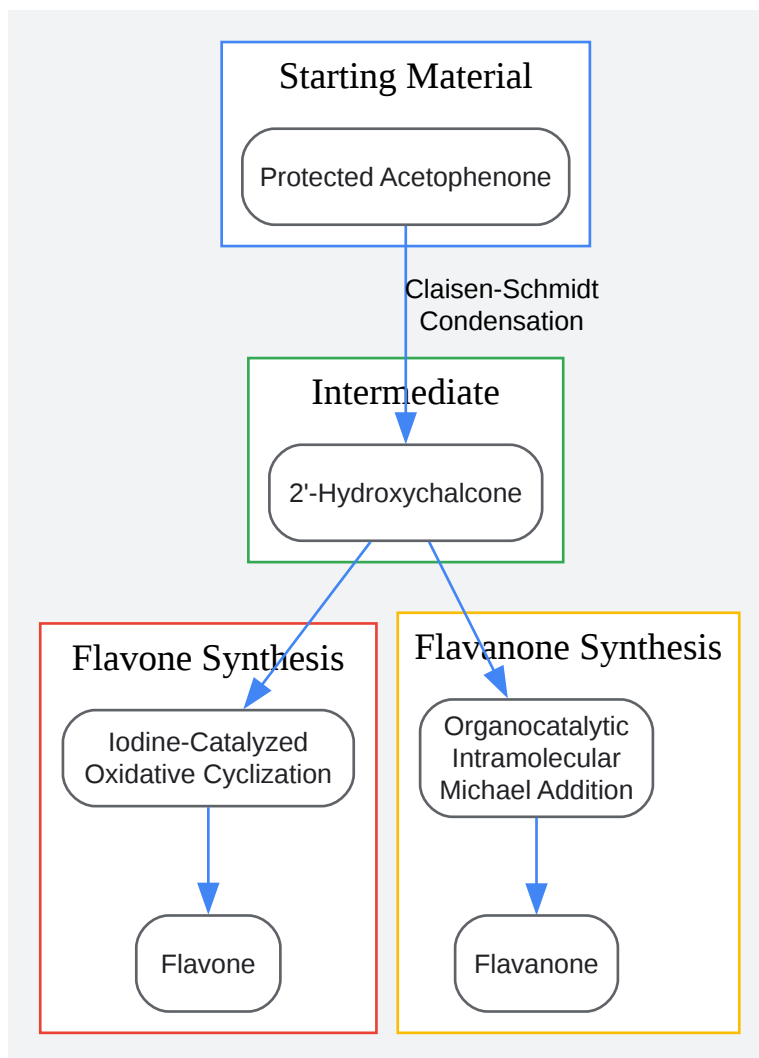 Starting Material
Protected Acetophenone
Claisen-Schmidt
Condensation
Intermediate
2'-Hydroxychalcone
Flavone Synthesis
Iodine-Catalyzed
Oxidative Cyclization
Flavone
Flavanone Synthesis
Organocatalytic
Intramolecular
Michael Addition
Flavanone